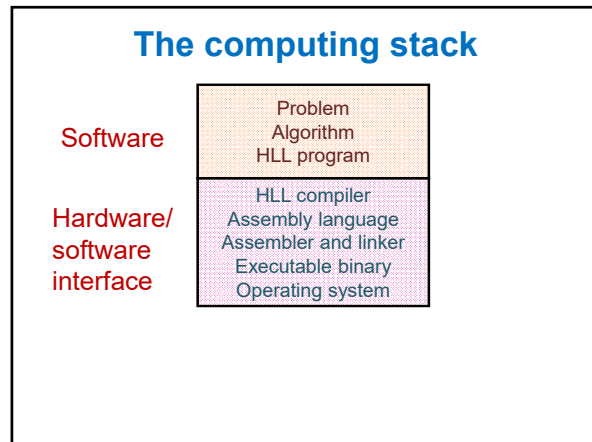 The computing stack
Software
Problem
Algorithm
HLL program
Hardware/
software
interface
HLL compiler
Assembly language
Assembler and linker
Executable binary
Operating system